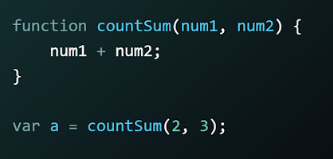 function countSum(num1, num2) {
    num1 + num2;
}

var a = countSum(2, 3);